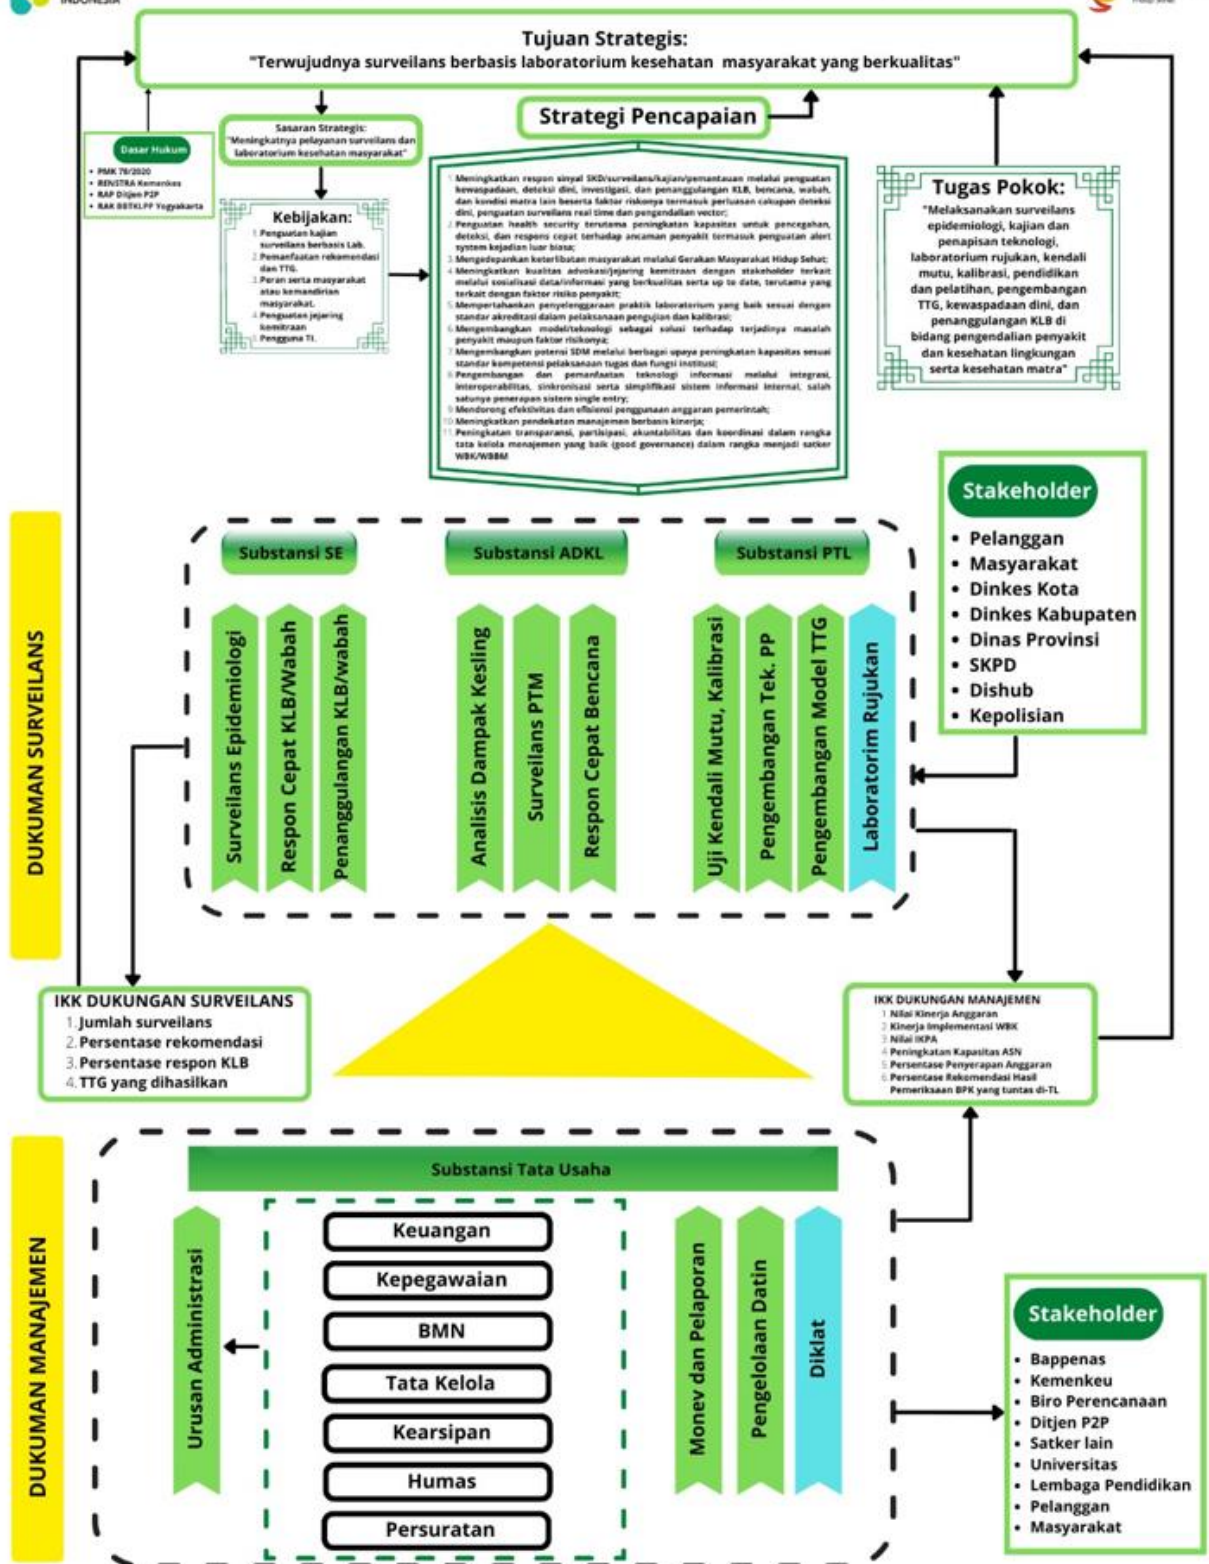 INDONESIA
Tujuan Strategis:
"Terwujudnya surveilans berbasis laboratorium kesehatan masyarakat yang berkualitas"
Dasar Hukum
• PMK 78/2020
• RENSTRA Kemenkes
• RAP Ditjen P2P
• RAK BBTKLPP Yogyakarta
Sasaran Strategis:
"Meningkatnya pelayanan surveilans dan
laboratorium kesehatan masyarakat"
Kebijakan:
1. Penguatan kajian
surveilans berbasis Lab.
2. Pemanfaatan rekomendasi
dan TTG.
3. Peran serta masyarakat
atau kemandirian
masyarakat.
4. Penguatan jejaring
kemitraan
5. Pengguna TI.
Strategi Pencapaian
1. Meningkatkan respon sinyal SKD/surveilans/kajian/pemantauan melalui penguatan
kewaspadaan, deteksi dini, investigasi, dan penanggulangan KLB, bencana, wabah,
dan kondisi matra lain beserta faktor risikonya termasuk perluasan cakupan deteksi
dini, penguatan surveilans real time dan pengendalian vector;
2. Penguatan health security terutama peningkatan kapasitas untuk pencegahan,
deteksi, dan respons cepat terhadap ancaman penyakit termasuk penguatan alert
system kejadian luar biasa;
3. Mengedepankan keterlibatan masyarakat melalui Gerakan Masyarakat Hidup Sehat;
4. Meningkatkan kualitas advokasi/jejaring kemitraan dengan stakeholder terkait
melalui sosialisasi data/informasi yang berkualitas serta up to date, terutama yang
terkait dengan faktor risiko penyakit;
5. Mempertahankan penyelenggaraan praktik laboratorium yang baik sesuai dengan
standar akreditasi dalam pelaksanaan pengujian dan kalibrasi;
6. Mengembangkan model/teknologi sebagai solusi terhadap terjadinya masalah
penyakit maupun faktor risikonya;
7. Mengembangkan potensi SDM melalui berbagai upaya peningkatan kapasitas sesuai
standar kompetensi pelaksanaan tugas dan fungsi institusi;
8. Pengembangan dan pemanfaatan teknologi informasi melalui integrasi,
interoperabilitas, sinkronisasi serta simplifikasi sistem informasi internal, salah
satunya penerapan sistem single entry;
9. Mendorong efektivitas dan efisiensi penggunaan anggaran pemerintah;
10. Meningkatkan pendekatan manajemen berbasis kinerja;
11. Peningkatan transparansi, partisipasi, akuntabilitas dan koordinasi dalam rangka
tata kelola menajemen yang baik (good governance) dalam rangka menjadi satker
WBK/WBBM
Tugas Pokok:
"Melaksanakan surveilans
epidemiologi, kajian dan
penapisan teknologi,
laboratorium rujukan, kendali
mutu, kalibrasi, pendidikan
dan pelatihan, pengembangan
TTG, kewaspadaan dini, dan
penanggulangan KLB di
bidang pengendalian penyakit
dan kesehatan lingkungan
serta kesehatan matra"
Stakeholder
• Pelanggan
• Masyarakat
• Dinkes Kota
• Dinkes Kabupaten
• Dinas Provinsi
• SKPD
• Dishub
• Kepolisian
DUKUMAN SURVEILANS
Substansi SE
Surveilans Epidemiologi
Respon Cepat KLB/Wabah
Penanggulangan KLB/wabah
Substansi ADKL
Analisis Dampak Kesling
Surveilans PTM
Respon Cepat Bencana
Substansi PTL
Uji Kendali Mutu, Kalibrasi
Pengembangan Tek. PP
Pengembangan Model TTG
Laboratorim Rujukan
IKK DUKUNGAN SURVEILANS
1. Jumlah surveilans
2. Persentase rekomendasi
3. Persentase respon KLB
4. TTG yang dihasilkan
IKK DUKUNGAN MANAJEMEN
1 Nilai Kinerja Anggaran
2 Kinerja Implementasi WBK
3 Nilai IKPA
4 Peningkatan Kapasitas ASN
5 Persentase Penyerapan Anggaran
6 Persentase Rekomendasi Hasil
Pemeriksaan BPK yang tuntas di-TL
DUKUMAN MANAJEMEN
Substansi Tata Usaha
Urusan Administrasi
Keuangan
Kepegawaian
BMN
Tata Kelola
Kearsipan
Humas
Persuratan
Monev dan Pelaporan
Pengelolaan Datin
Diklat
Stakeholder
• Bappenas
• Kemenkeu
• Biro Perencanaan
• Ditjen P2P
• Satker lain
• Universitas
• Lembaga Pendidikan
• Pelanggan
• Masyarakat